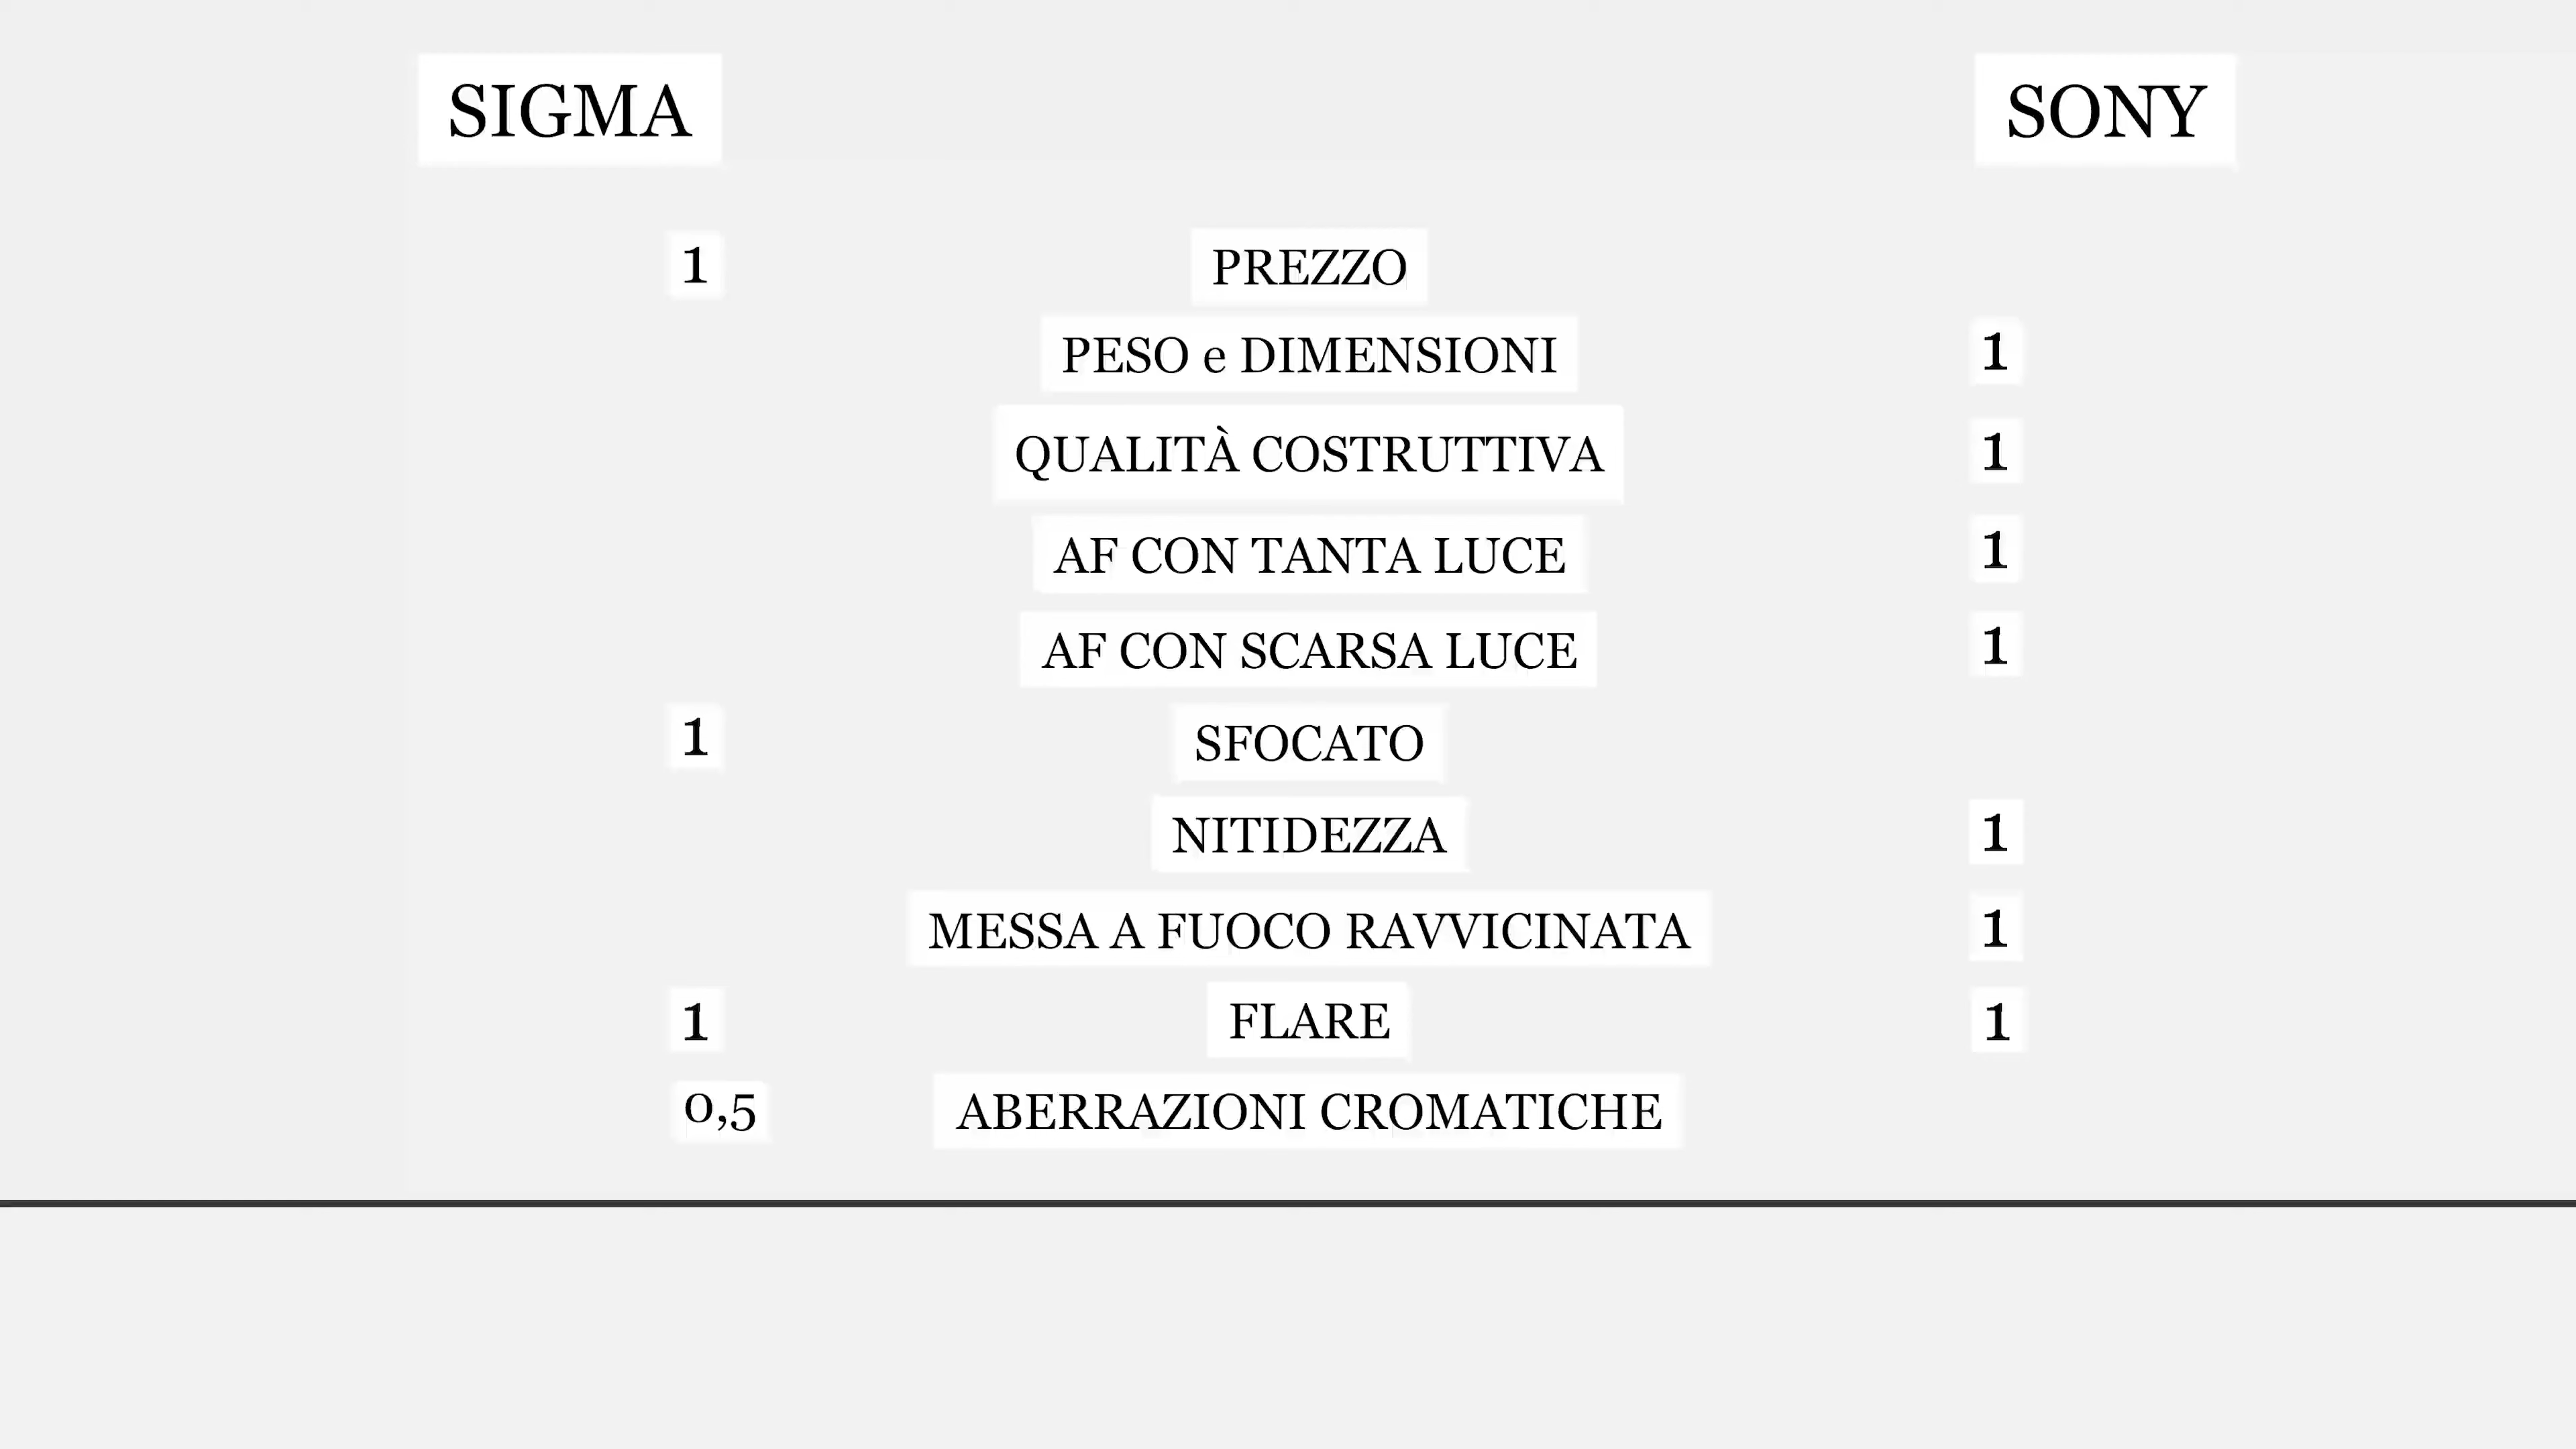 SIGMA SONY
1 PREZZO
PESO e DIMENSIONI 1
QUALITÀ COSTRUTTIVA 1
AF CON TANTA LUCE 1
AF CON SCARSA LUCE 1
1 SFOCATO
NITIDEZZA 1
MESSA A FUOCO RAVVICINATA 1
1 FLARE 1
0,5 ABERRAZIONI CROMATICHE